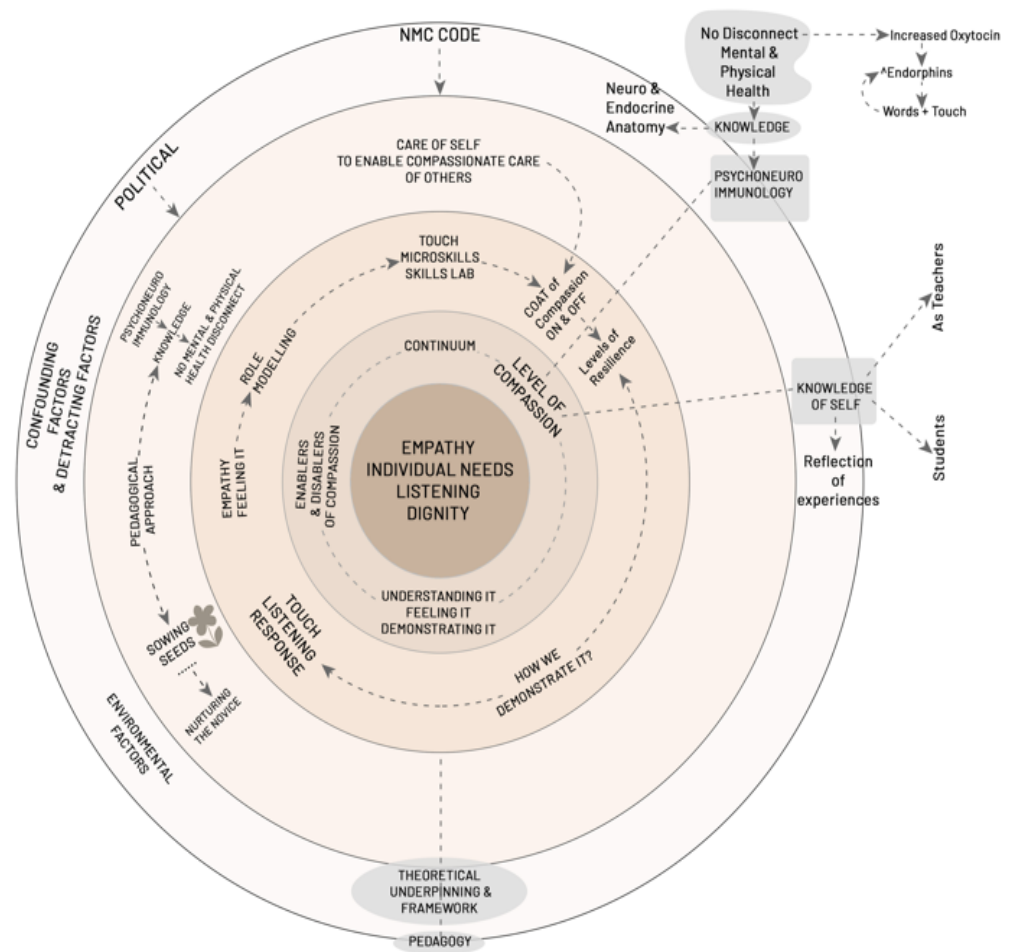 NMC CODE
No Disconnect
Mental &
Physical
Health
Increased Oxytocin
^Endorphins
Words + Touch
Neuro &
Endocrine
Anatomy
KNOWLEDGE
PSYCHONEURO
IMMUNOLOGY
POLITICAL
CARE OF SELF
TO ENABLE COMPASSIONATE CARE
OF OTHERS
TOUCH
MICROSKILLS
SKILLS LAB
COAT of
Compassion
ON & OFF
Levels of
Resilience
PSYCHONEURO
IMMUNOLOGY
KNOWLEDGE
NO MENTAL & PHYSICAL
HEALTH DISCONNECT
ROLE
MODELLING
CONTINUUM
LEVEL OF
COMPASSION
CONFOUNDING
FACTORS
& DETRACTING FACTORS
PEDAGOGICAL
APPROACH
EMPATHY
FEELING IT
ENABLERS
& DISABLERS
OF COMPASSION
EMPATHY
INDIVIDUAL NEEDS
LISTENING
DIGNITY
As Teachers
KNOWLEDGE
OF SELF
Students
Reflection
of
experiences
UNDERSTANDING IT
FEELING IT
DEMONSTRATING IT
TOUCH
LISTENING
RESPONSE
HOW WE
DEMONSTRATE IT?
SOWING
SEEDS
NURTURING
THE NOVICE
ENVIRONMENTAL
FACTORS
THEORETICAL
UNDERPINNING &
FRAMEWORK
PEDAGOGY